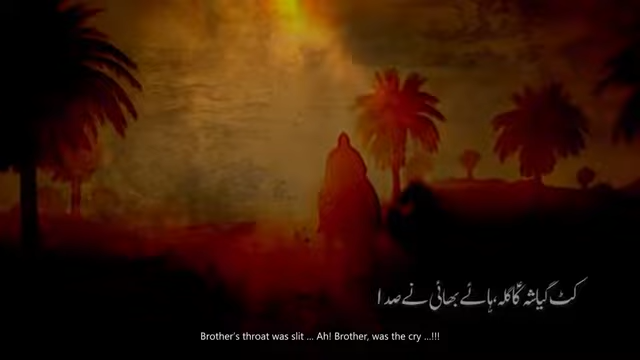 کٹ گیا شہؑ کا گلہ، ہائے بھائی نے صدا
Brother's throat was slit ... Ah! Brother, was the cry ...!!!